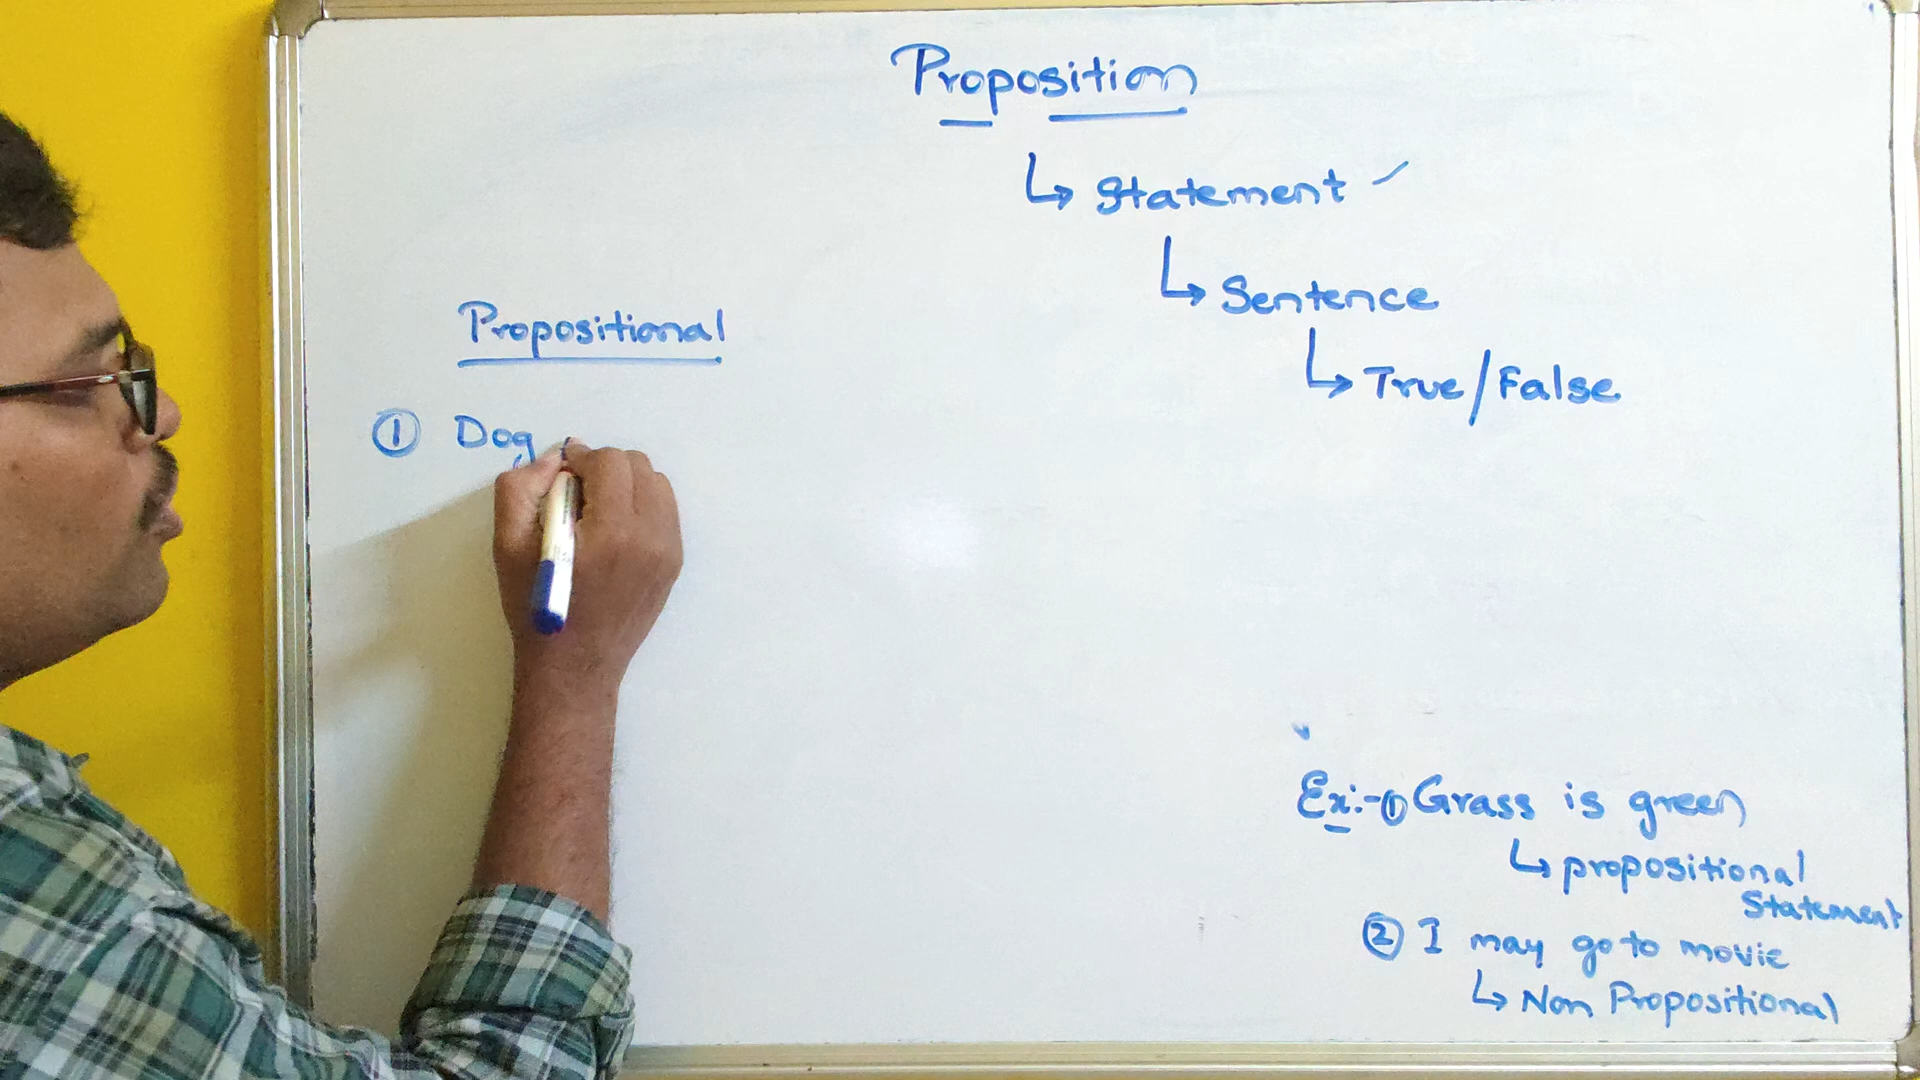 Proposition
↳ Statement ✓
↳ Sentence
↳ True/False
Propositional
① Dog
Ex:-① Grass is green
↳ propositional
Statement
② I may go to movie
↳ Non Propositional